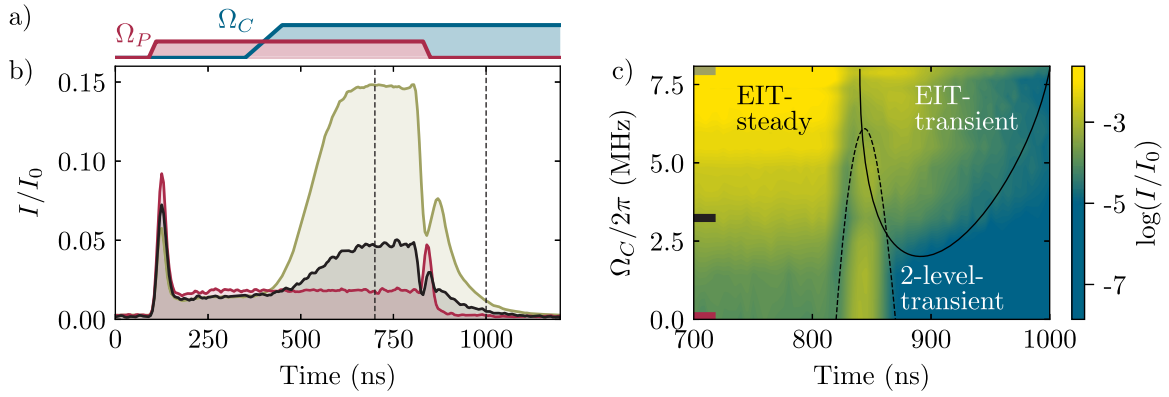 a)
Ω_P
Ω_C
b)
I/I_0
0.15
0.10
0.05
0.00
0
250
500
750
1000
Time (ns)
c)
Ω_C/2π (MHz)
7.5
5.0
2.5
0.0
700
800
900
1000
Time (ns)
EIT-
steady
EIT-
transient
2-level-
transient
-3
-5
-7
log(I/I_0)